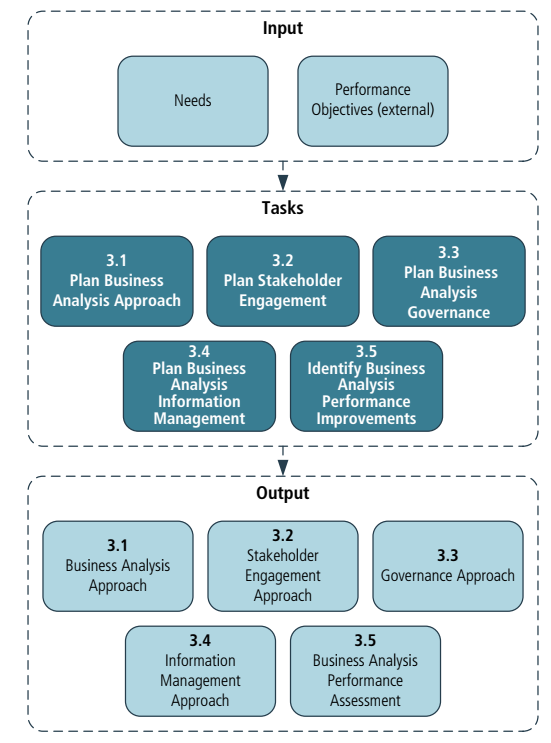 Input
Needs
Performance
Objectives (external)
Tasks
3.1
Plan Business
Analysis Approach
3.2
Plan Stakeholder
Engagement
3.3
Plan Business
Analysis
Governance
3.4
Plan Business
Analysis
Information
Management
3.5
Identify Business
Analysis
Performance
Improvements
Output
3.1
Business Analysis
Approach
3.2
Stakeholder
Engagement
Approach
3.3
Governance Approach
3.4
Information
Management
Approach
3.5
Business Analysis
Performance
Assessment